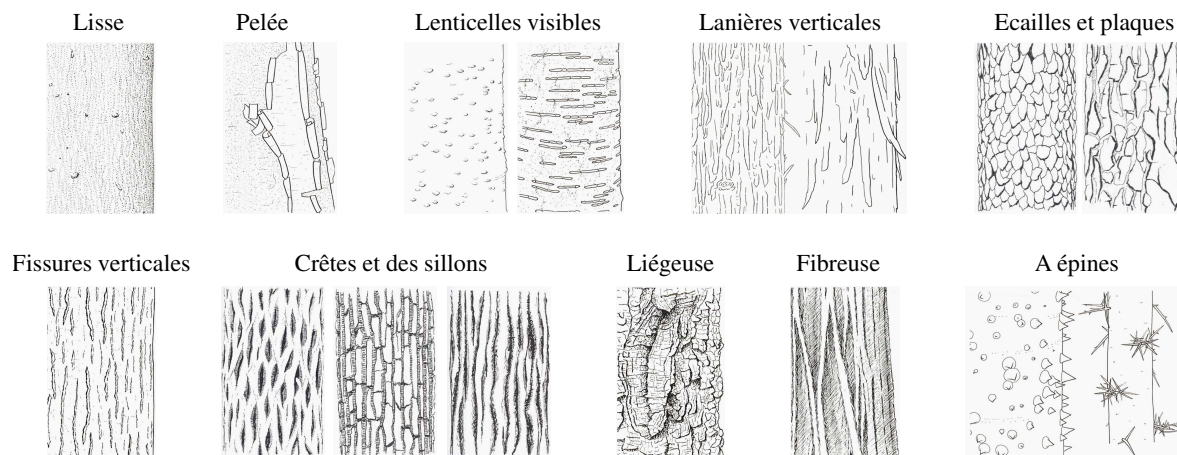 Lisse
Pelée
Lenticelles visibles
Lanières verticales
Ecailles et plaques
Fissures verticales
Crêtes et des sillons
Liégeuse
Fibreuse
A épines